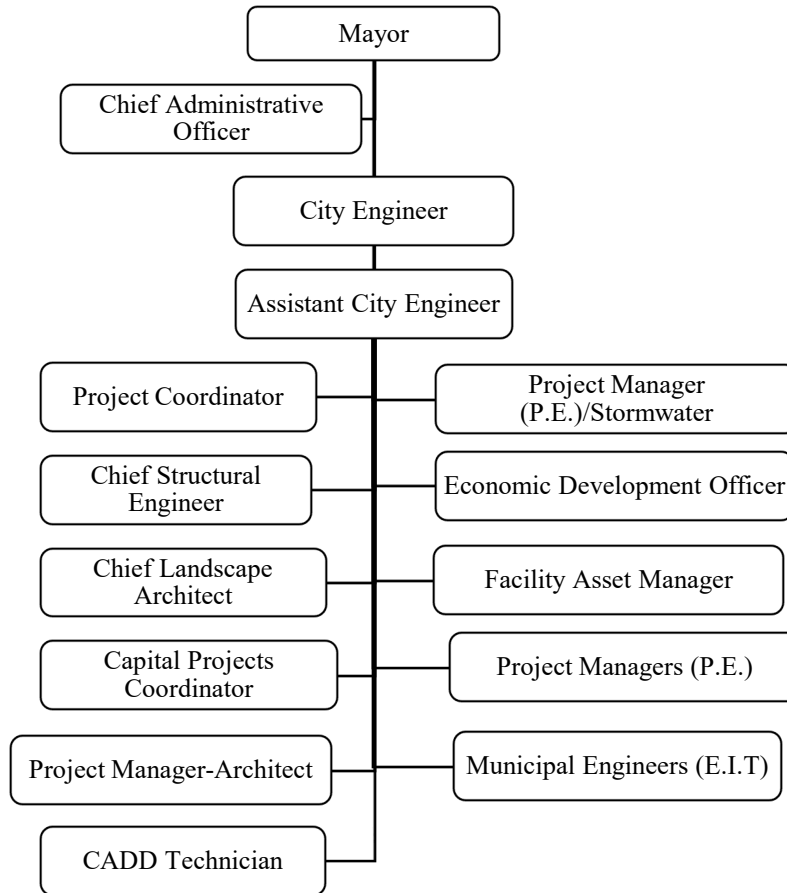 Mayor
Chief Administrative
Officer
City Engineer
Assistant City Engineer
Project Coordinator
Project Manager
(P.E.)/Stormwater
Chief Structural
Engineer
Economic Development Officer
Chief Landscape
Architect
Facility Asset Manager
Capital Projects
Coordinator
Project Managers (P.E.)
Project Manager-Architect
Municipal Engineers (E.I.T)
CADD Technician